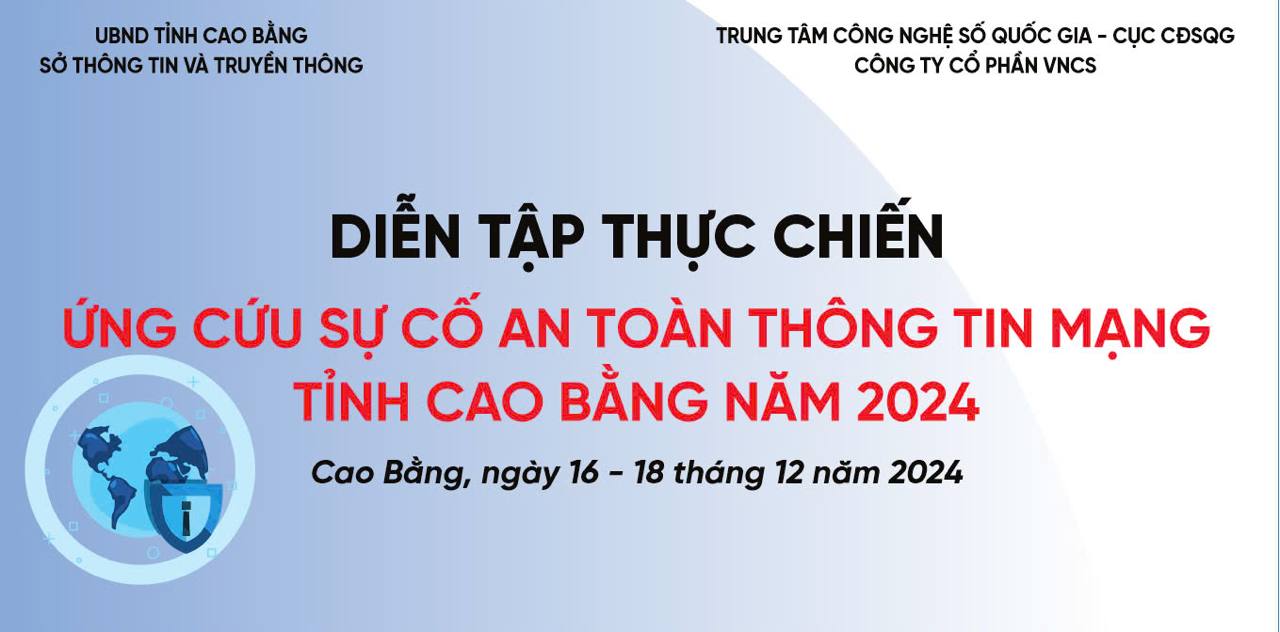 UBND TỈNH CAO BẰNG
SỞ THÔNG TIN VÀ TRUYỀN THÔNG
TRUNG TÂM CÔNG NGHỆ SỐ QUỐC GIA - CỤC CĐSQG
CÔNG TY CỔ PHẦN VNCS
DIỄN TẬP THỰC CHIẾN
ỨNG CỨU SỰ CỐ AN TOÀN THÔNG TIN MẠNG
TỈNH CAO BẰNG NĂM 2024
Cao Bằng, ngày 16 - 18 tháng 12 năm 2024